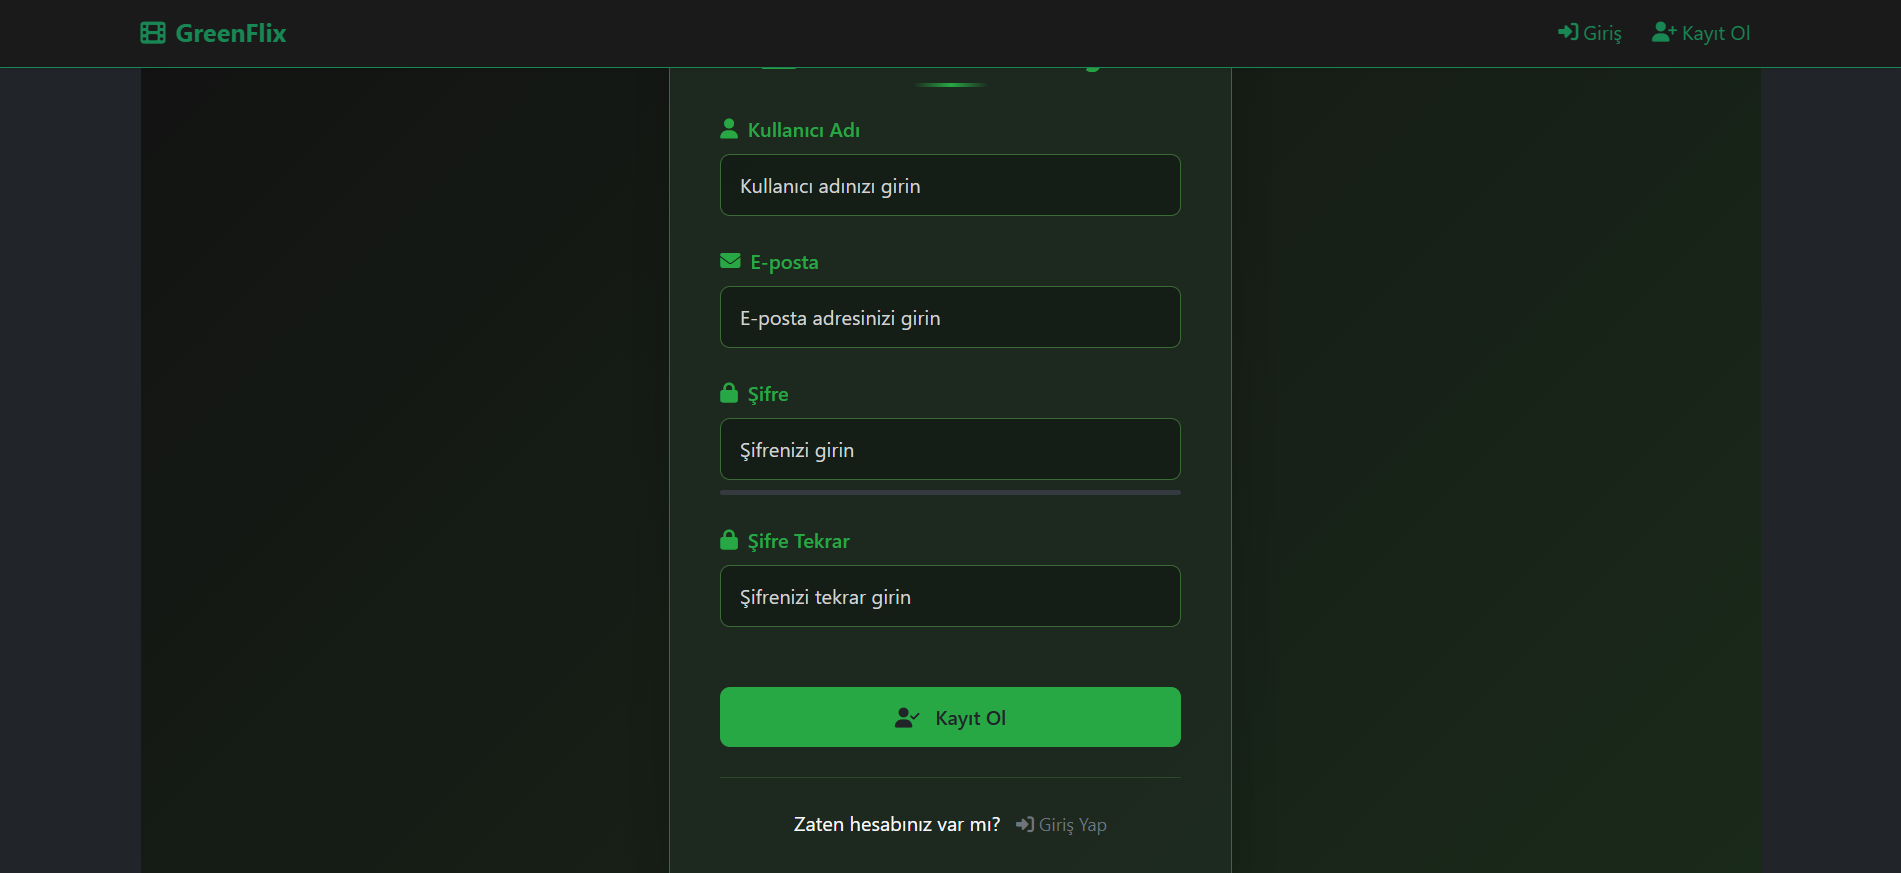 GreenFlix
Giriş
Kayıt Ol
Kullanıcı Adı
Kullanıcı adınızı girin
E-posta
E-posta adresinizi girin
Şifre
Şifrenizi girin
Şifre Tekrar
Şifrenizi tekrar girin
Kayıt Ol
Zaten hesabınız var mı? Giriş Yap